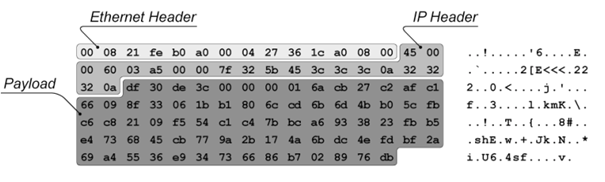 Ethernet Header
IP Header
00 08 21 fe b0 a0 00 04 27 36 1c a0 08 00 45 00 . . ! . . . . . ' 6 . . . . E .
00 60 03 a5 00 00 7f 32 5b 45 3c 3c 3c 0a 32 32 . ` . . . . . 2 [ E < < < . 2 2
Payload
32 0a df 30 de 3c 00 00 00 01 6a cb 27 c2 af c1 2 . . 0 . < . . . . j . ' . . .
66 09 8f 33 06 1b b1 80 6c cd 6b 6d 4b b0 5c fb f . . 3 . . . . l . k m K . \ .
c6 c8 21 09 f5 54 c1 c4 7b bc a6 93 38 23 fb b5 . . ! . . T . . { . . . 8 # . .
e4 73 68 45 cb 77 9a 2b 17 4a 6b dc 4e fd bf 2a . s h E . w . + . J k . N . . *
69 a4 55 36 e9 34 73 66 86 b7 02 89 76 db i . U 6 . 4 s f . . . . v .